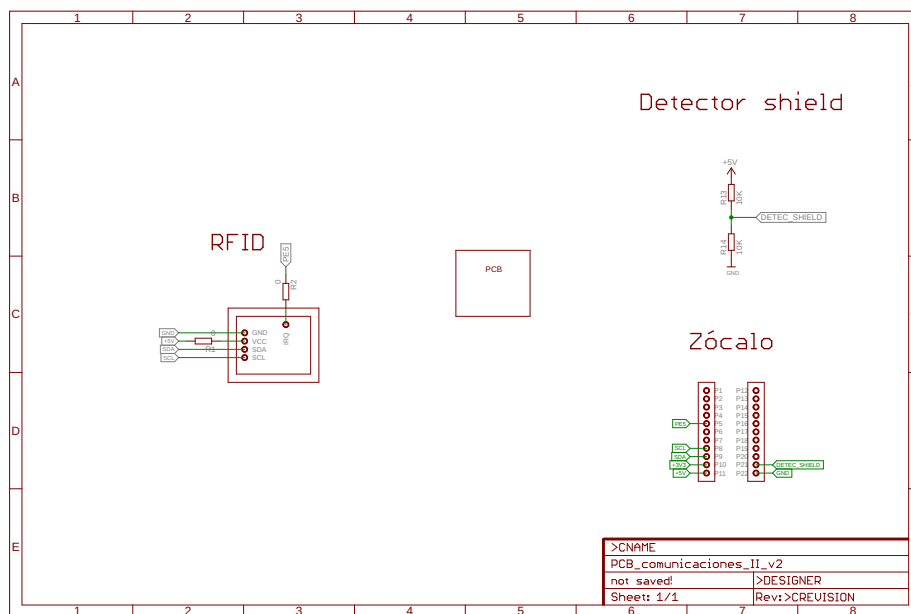 1 2 3 4 5 6 7 8
A
B
C
D
E
Detector shield
+5V
R13
10K
DETEC_SHIELD
R14
10K
GND
RFID
PE5
0
R2
GND
+5V
SDA
SCL
0
R1
GND
VCC
SDA
SCL
IRQ
PCB
Zócalo
P1 P12
P2 P13
P3 P14
P4 P15
PE5 P5 P16
P6 P17
P7 P18
SCL P8 P19
SDA P9 P20
+3V3 P10 P21 DETEC_SHIELD
+5V P11 P22 GND
>CNAME
PCB_comunicaciones_II_v2
not saved! >DESIGNER
Sheet: 1/1 Rev:>CREVISION
1 2 3 4 5 6 7 8